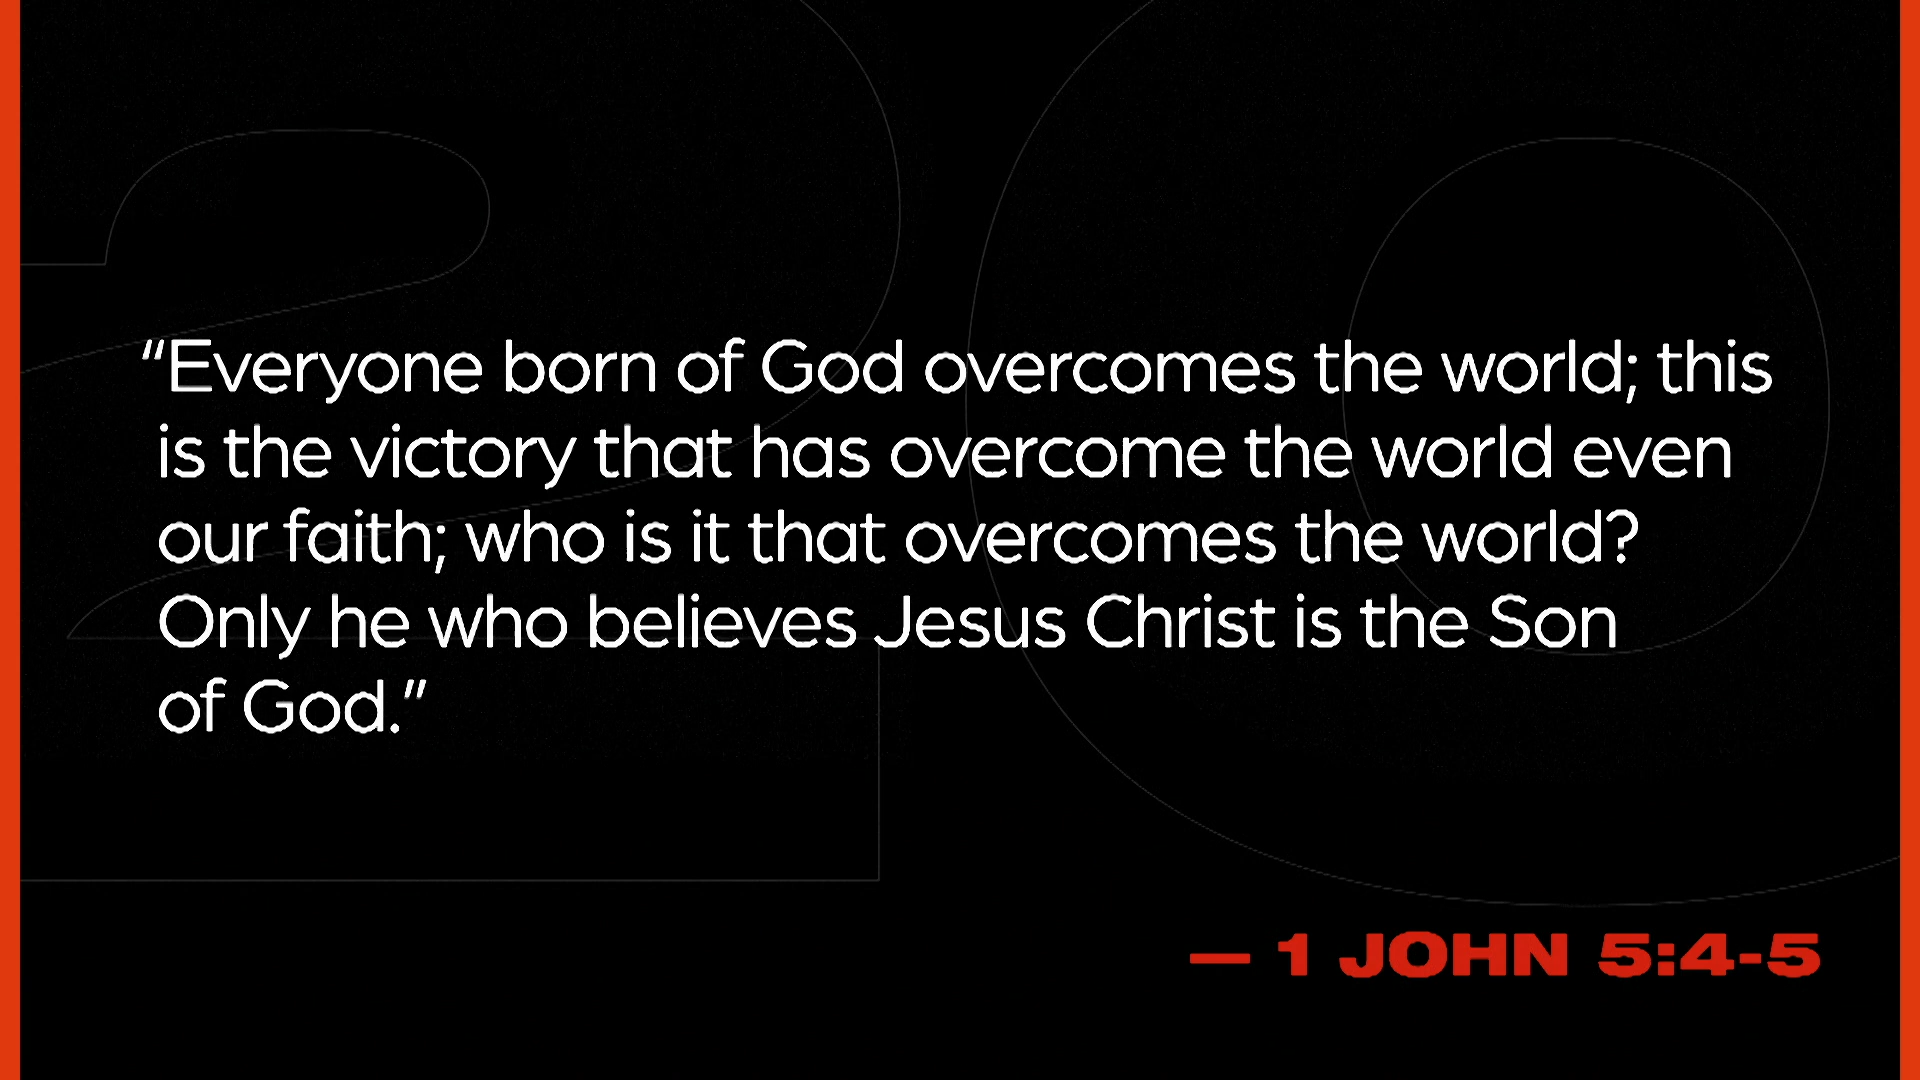 “Everyone born of God overcomes the world; this
is the victory that has overcome the world even
our faith; who is it that overcomes the world?
Only he who believes Jesus Christ is the Son
of God.”
— 1 JOHN 5:4-5
20